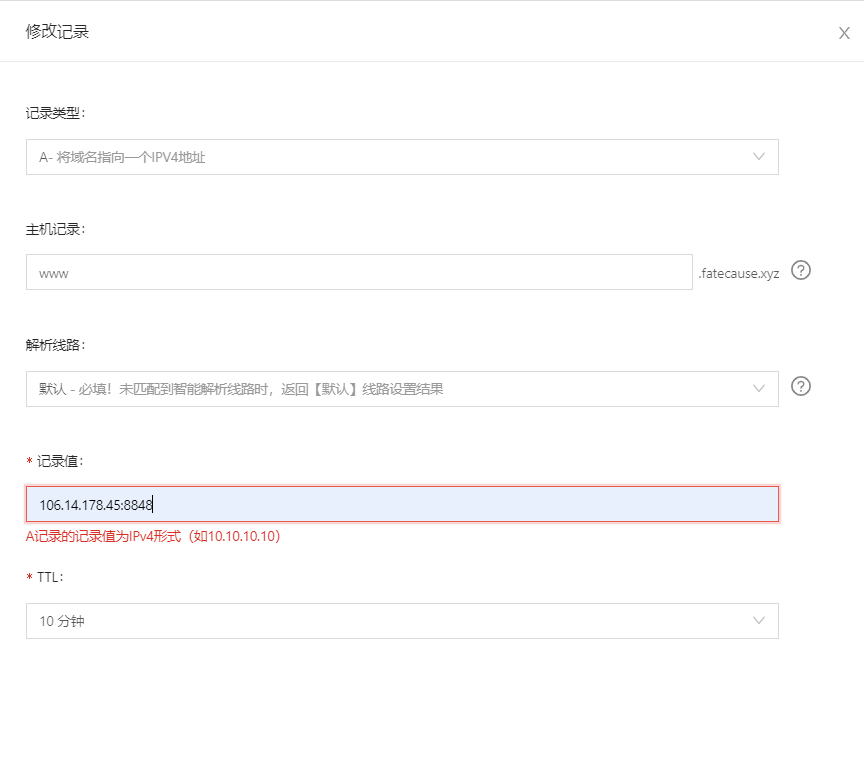 修改记录
X
记录类型：
A- 将域名指向一个IPV4地址
主机记录：
www
.fatecause.xyz
?
解析线路：
默认 - 必填！未匹配到智能解析线路时，返回【默认】线路设置结果
?
* 记录值：
106.14.178.45:8848
A记录的记录值为IPv4形式（如10.10.10.10）
* TTL：
10 分钟